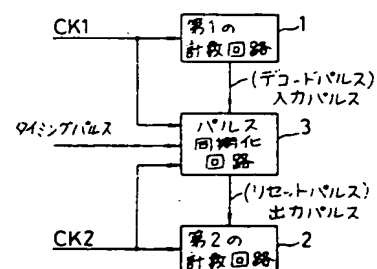 CK1
第1の
計数回路
1
(デコードパルス)
入力パルス
タイミングパルス
パルス
同期化
回路
3
(リセットパルス)
出力パルス
CK2
第2の
計数回路
2